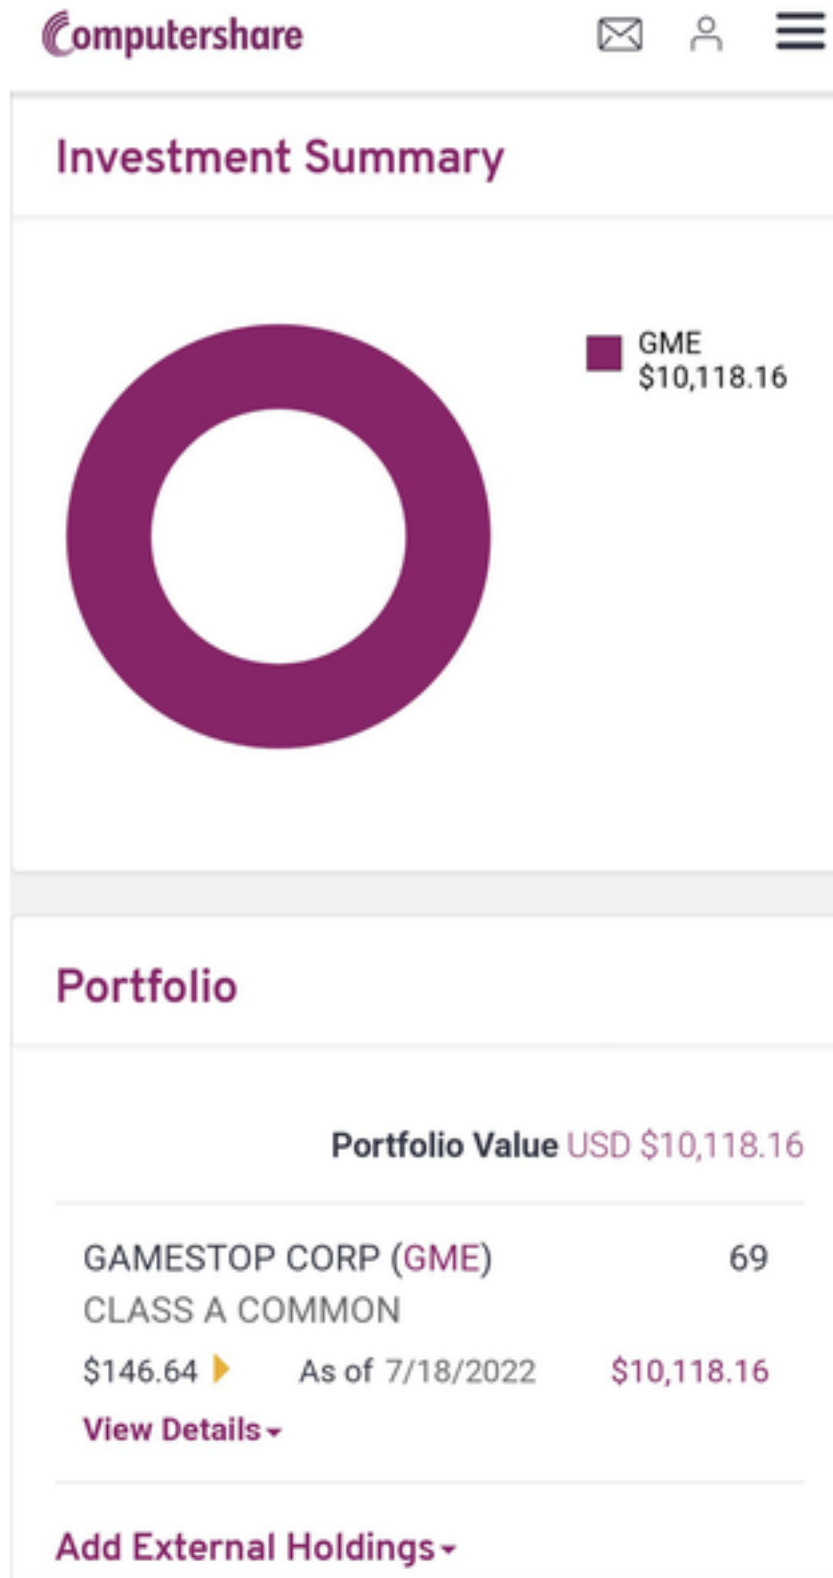 Computershare
Investment Summary
GME
$10,118.16
Portfolio
Portfolio Value USD $10,118.16
GAMESTOP CORP (GME) 69
CLASS A COMMON
$146.64 As of 7/18/2022 $10,118.16
View Details
Add External Holdings